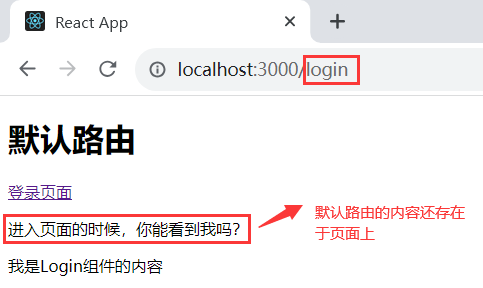 React App
localhost:3000/login
默认路由
登录页面
进入页面的时候，你能看到我吗？
默认路由的内容还存在
于页面上
我是Login组件的内容